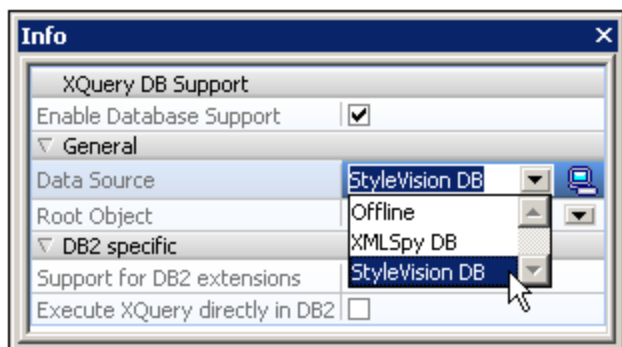 Info
XQuery DB Support
Enable Database Support
General
Data Source StyleVision DB
Root Object Offline
XMLSpy DB
DB2 specific StyleVision DB
Support for DB2 extensions
Execute XQuery directly in DB2